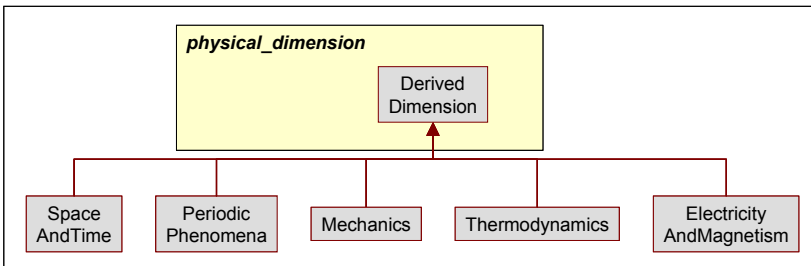 physical_dimension
Derived
Dimension
Space
AndTime
Periodic
Phenomena
Mechanics
Thermodynamics
Electricity
AndMagnetism